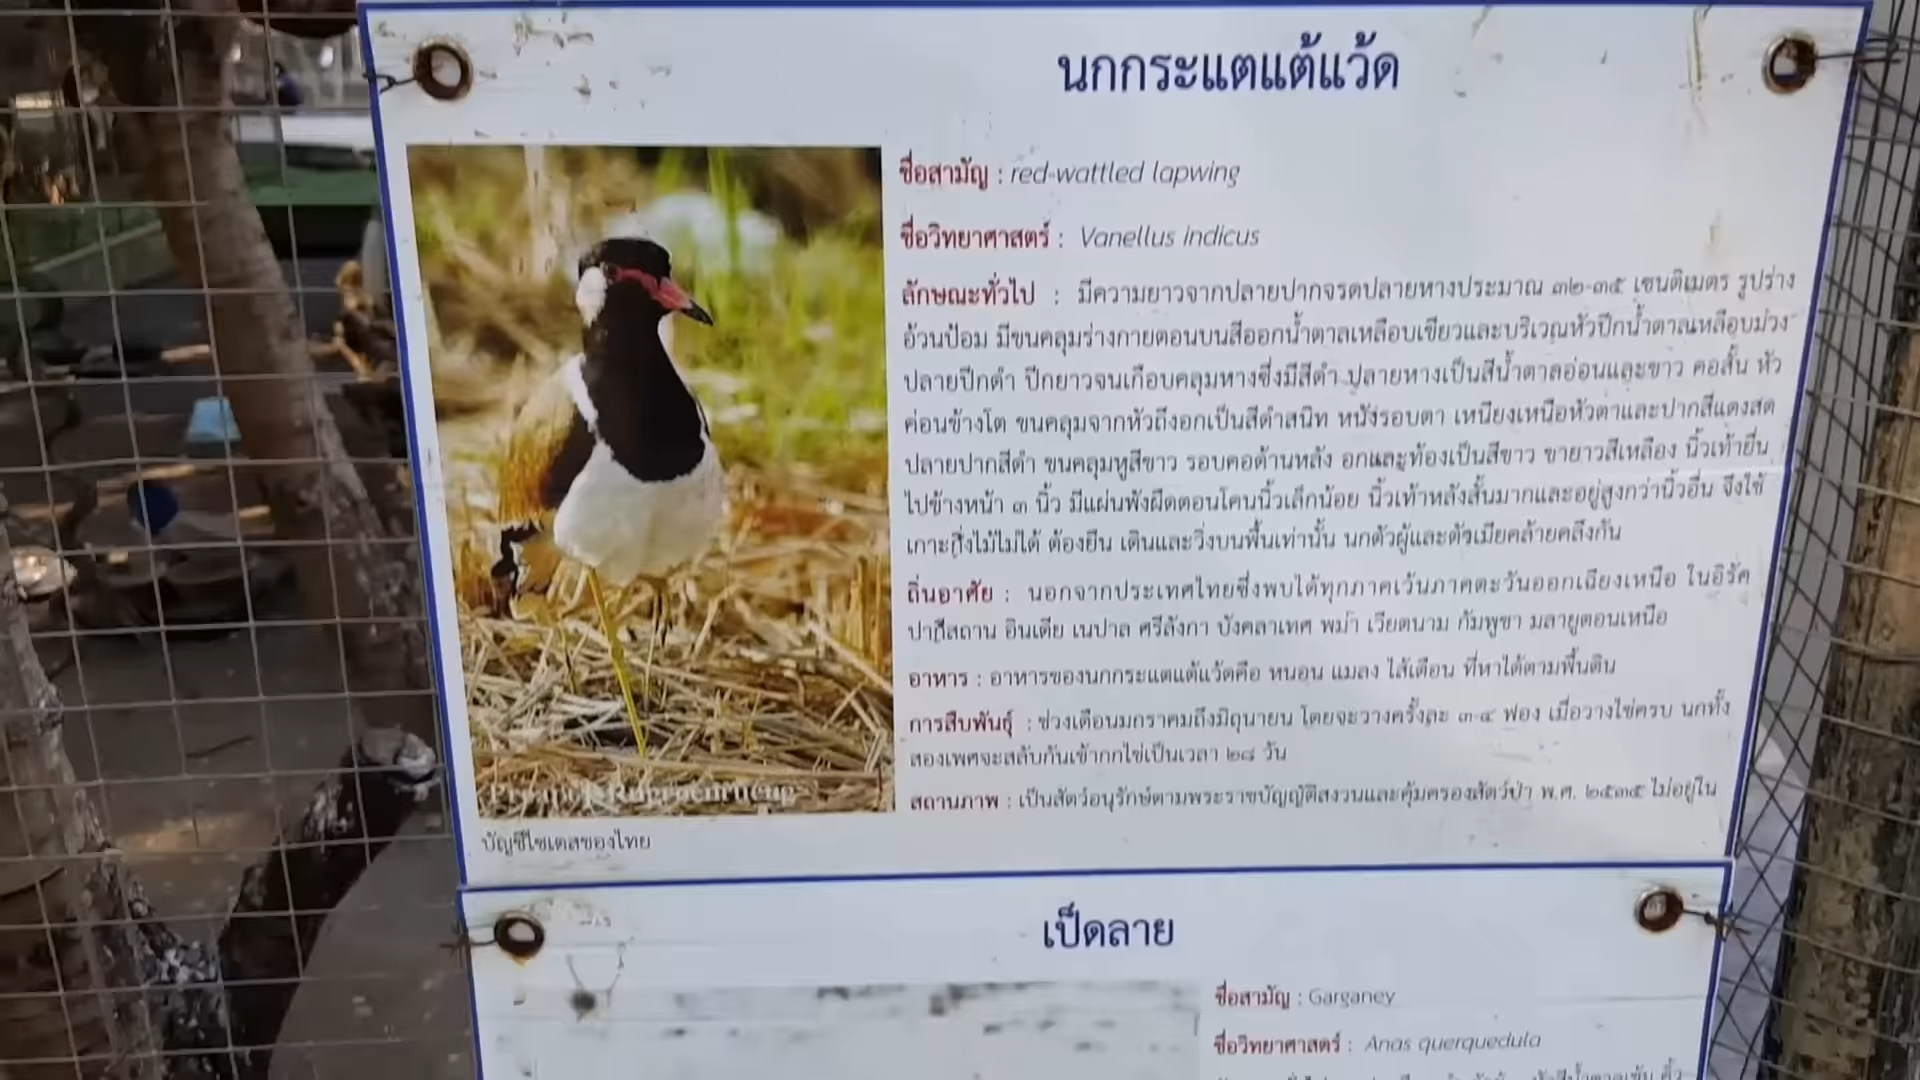 นกกระแตแต้แว้ด
ชื่อสามัญ : red-wattled lapwing
ชื่อวิทยาศาสตร์ : Vanellus indicus
ลักษณะทั่วไป : มีความยาวจากปลายปากจรดปลายหางประมาณ ๓๒-๓๕ เซนติเมตร รูปร่าง
อ้วนป้อม มีขนคลุมร่างกายตอนบนสีออกน้ำตาลเหลือบเขียวและบริเวณหัวปีกน้ำตาลเหลือบม่วง
ปลายปีกดำ ปีกยาวจนเกือบคลุมหางซึ่งมีสีดำ ปลายหางเป็นสีน้ำตาลอ่อนและขาว คอสั้น หัว
ค่อนข้างโต ขนคลุมจากหัวถึงอกเป็นสีดำสนิท หนังรอบตา เหนียงเหนือหัวตาและปากสีแดงสด
ปลายปากสีดำ ขนคลุมหูสีขาว รอบคอด้านหลัง อกและท้องเป็นสีขาว ขายาวสีเหลือง นิ้วเท้ายื่น
ไปข้างหน้า ๓ นิ้ว มีแผ่นพังผืดตอนโคนนิ้วเล็กน้อย นิ้วเท้าหลังสั้นมากและอยู่สูงกว่านิ้วอื่น จึงใช้
เกาะกิ่งไม้ไม่ได้ ต้องยืน เดินและวิ่งบนพื้นเท่านั้น นกตัวผู้และตัวเมียคล้ายคลึงกัน
ถิ่นอาศัย : นอกจากประเทศไทยซึ่งพบได้ทุกภาคเว้นภาคตะวันออกเฉียงเหนือ ในอิรัค
ปากีสถาน อินเดีย เนปาล ศรีลังกา บังคลาเทศ พม่า เวียดนาม กัมพูชา มลายูตอนเหนือ
อาหาร : อาหารของนกกระแตแต้แว้ดคือ หนอน แมลง ไส้เดือน ที่หาได้ตามพื้นดิน
การสืบพันธุ์ : ช่วงเดือนมกราคมถึงมิถุนายน โดยจะวางครั้งละ ๓-๔ ฟอง เมื่อวางไข่ครบ นกทั้ง
สองเพศจะสลับกันเข้ากกไข่เป็นเวลา ๒๘ วัน
สถานภาพ : เป็นสัตว์อนุรักษ์ตามพระราชบัญญัติสงวนและคุ้มครองสัตว์ป่า พ.ศ. ๒๕๓๕ ไม่อยู่ใน
บัญชีไซเตสของไทย
เป็ดลาย
ชื่อสามัญ : Garganey
ชื่อวิทยาศาสตร์ : Anas querquedula